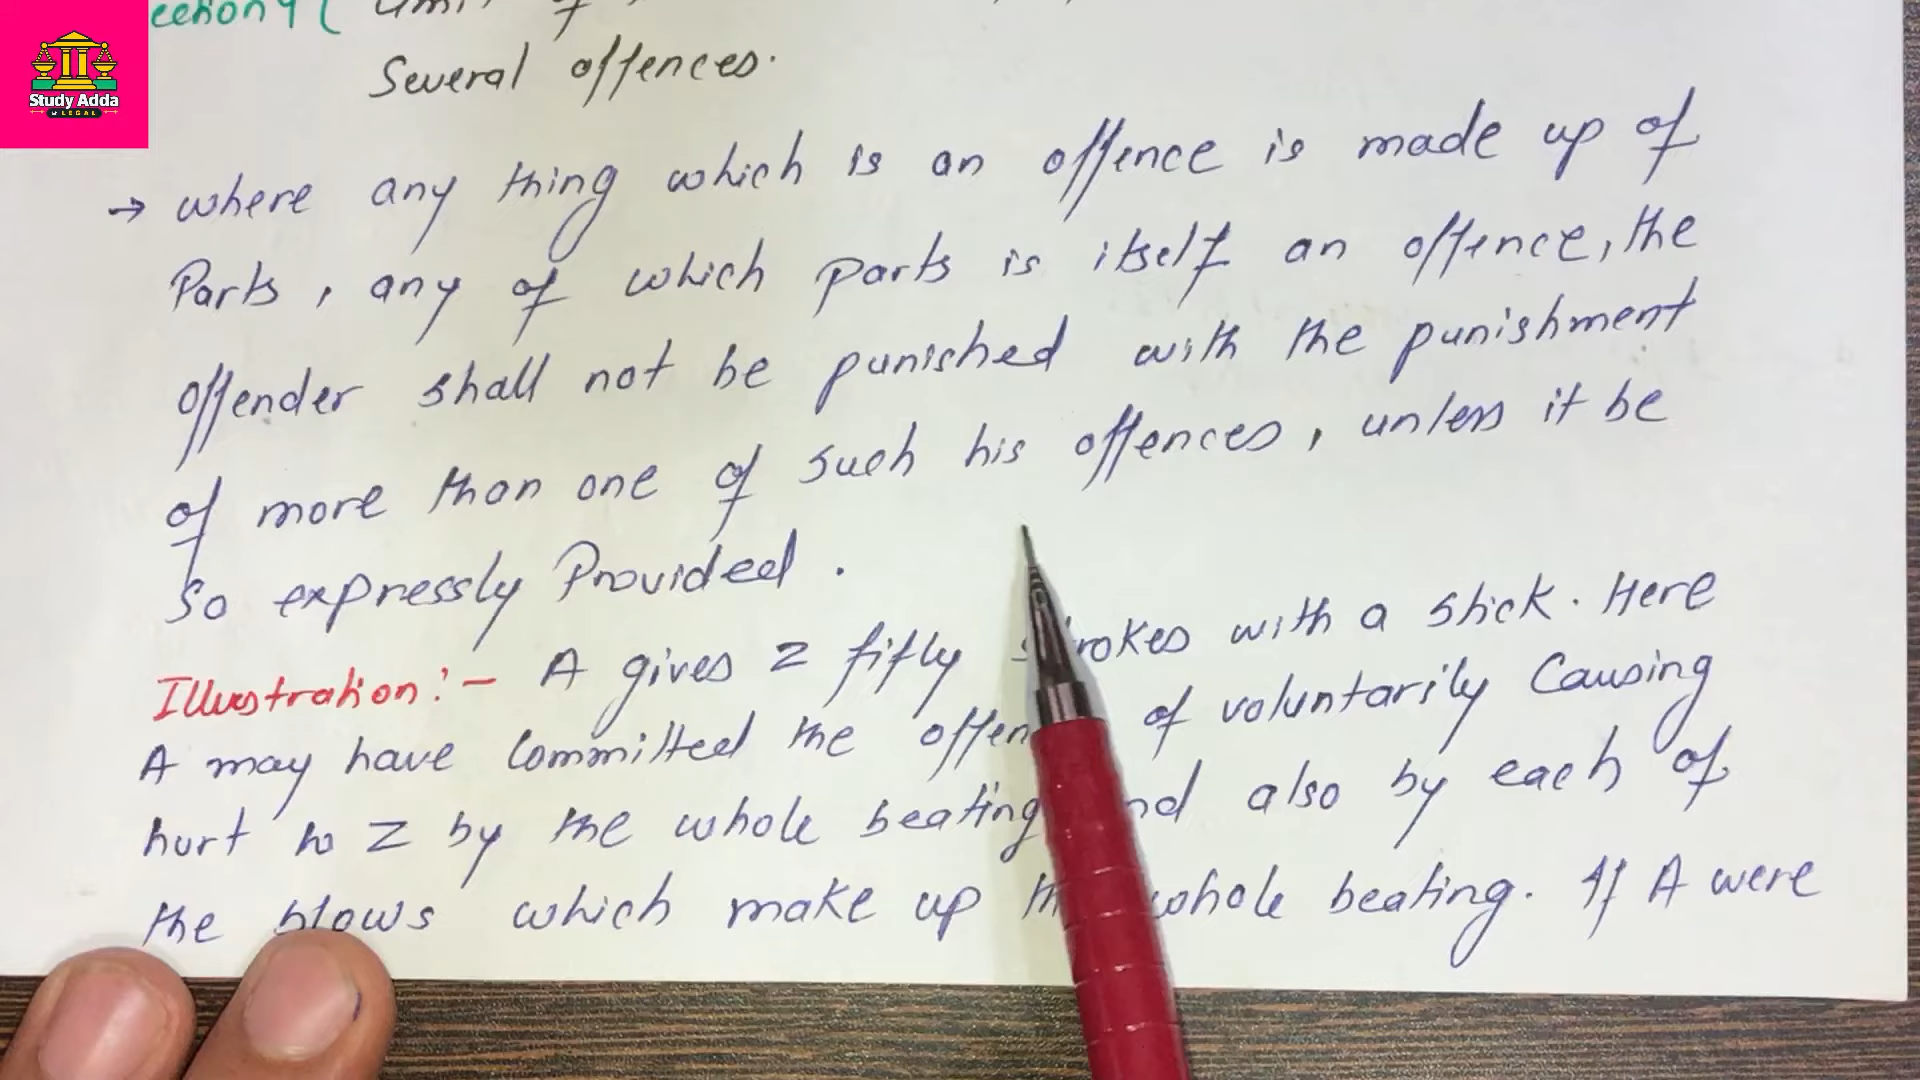 Study Adda
LEGAL
Several offences.
→ where any thing which is an offence is made up of
Parts, any of which parts is itself an offence, the
offender shall not be punished with the punishment
of more than one of such his offences, unless it be
so expressly Provided.
Illustration:- A gives Z fifty strokes with a stick. Here
A may have Committed the offen of voluntarily Causing
hurt to Z by the whole beating nd also by each of
the blows which make up th whole beating. If A were